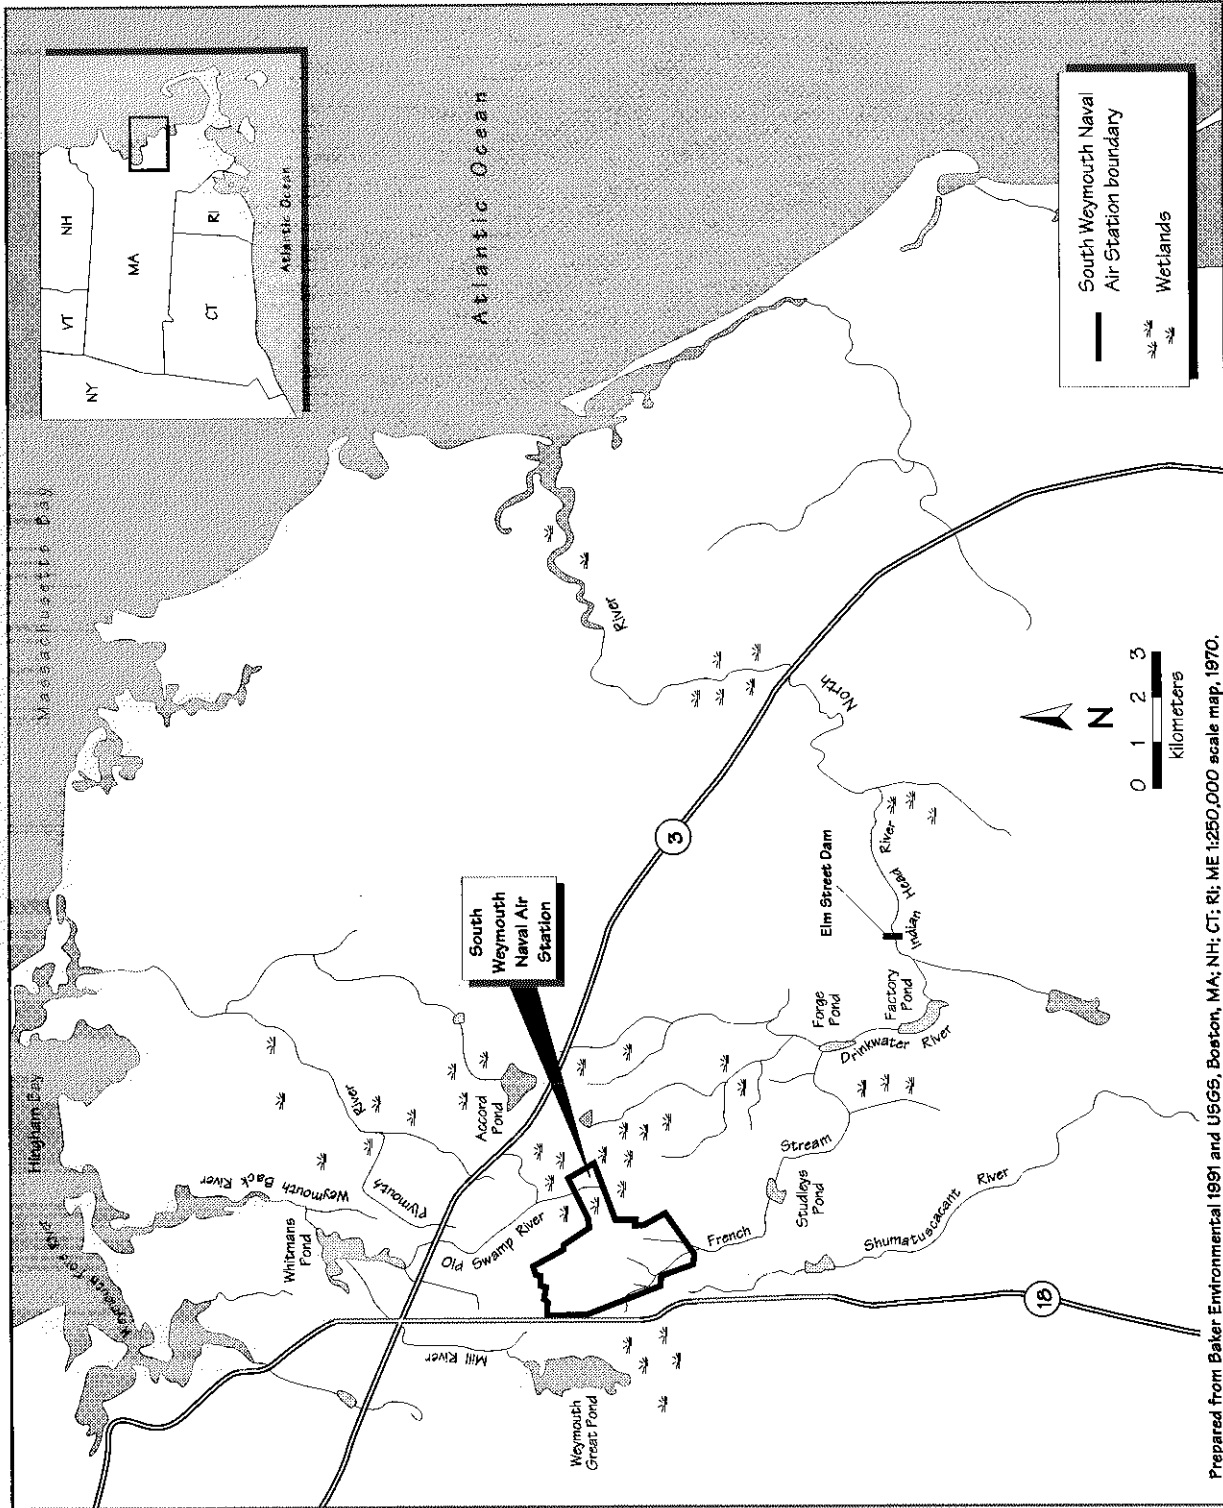 Massachusetts Bay
Hingham Bay
Weymouth Fore River
Atlantic Ocean
NY
VT
NH
MA
CT
RI
Atlantic Ocean
Whitmans
Pond
Weymouth Back River
Plymouth
River
Old Swamp River
Mill River
Weymouth
Great Pond
Accord
Pond
South
Weymouth
Naval Air
Station
3
18
River
North
French
Stream
Studleys
Pond
Shumatuscacant
River
Forge
Pond
Factory
Pond
Drinkwater River
Elm Street Dam
Indian Head River
N
0 1 2 3
kilometers
South Weymouth Naval
Air Station boundary
Wetlands
Prepared from Baker Environmental 1991 and USGS, Boston, MA; NH; CT; RI; ME 1:250,000 scale map, 1970.